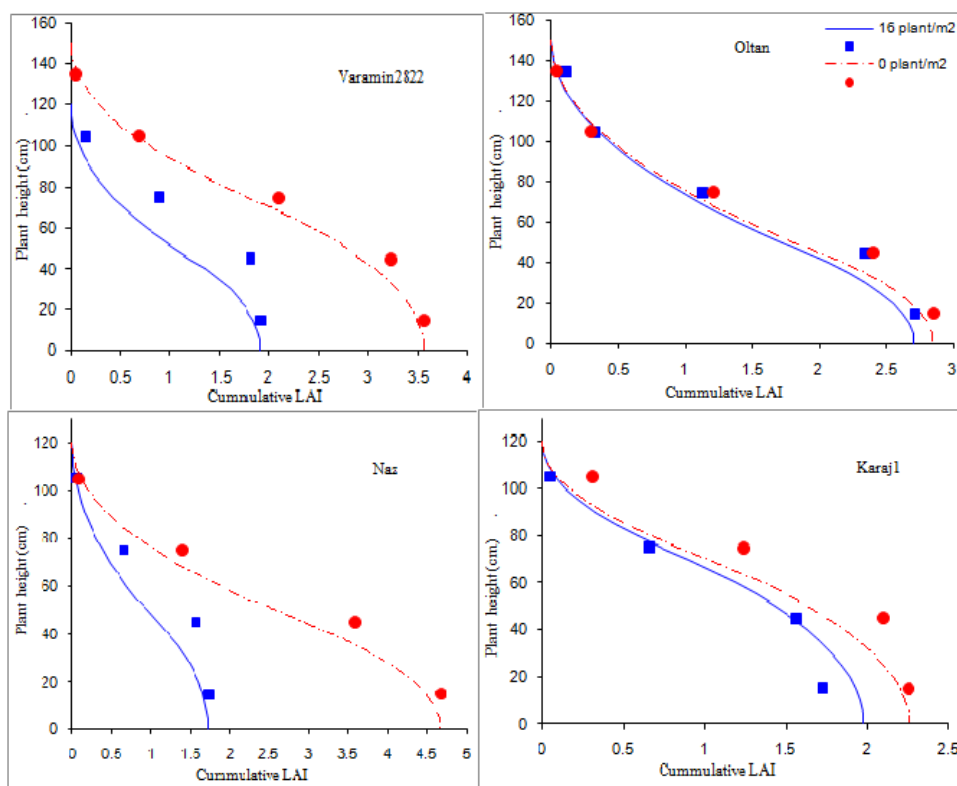 160
140
120
100
80
60
40
20
0
Plant height (cm)
Varamin2822
0 0.5 1 1.5 2 2.5 3 3.5 4
Cummulative LAI
160
140
120
100
80
60
40
20
0
Plant height (cm)
Oltan
16 plant/m2
0 plant/m2
0 0.5 1 1.5 2 2.5 3
Cummulative LAI
120
100
80
60
40
20
0
Plant height (cm)
Naz
0 0.5 1 1.5 2 2.5 3 3.5 4 4.5 5
Cummulative LAI
120
100
80
60
40
20
0
Plant height (cm)
Karaj1
0 0.5 1 1.5 2 2.5
Cummulative LAI